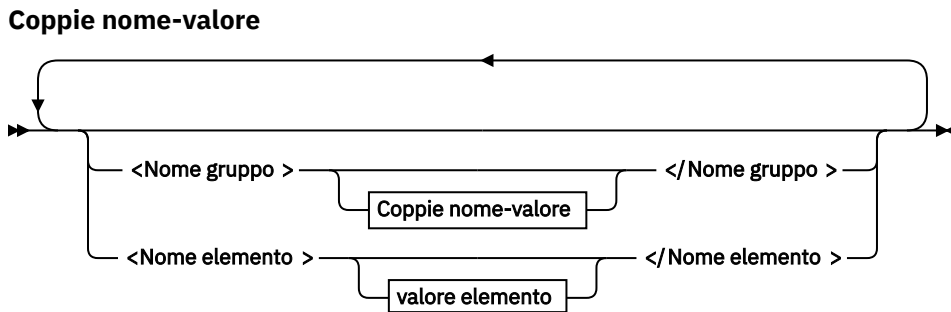 Coppie nome-valore
<Nome gruppo > </Nome gruppo >
Coppie nome-valore
<Nome elemento > </Nome elemento >
valore elemento